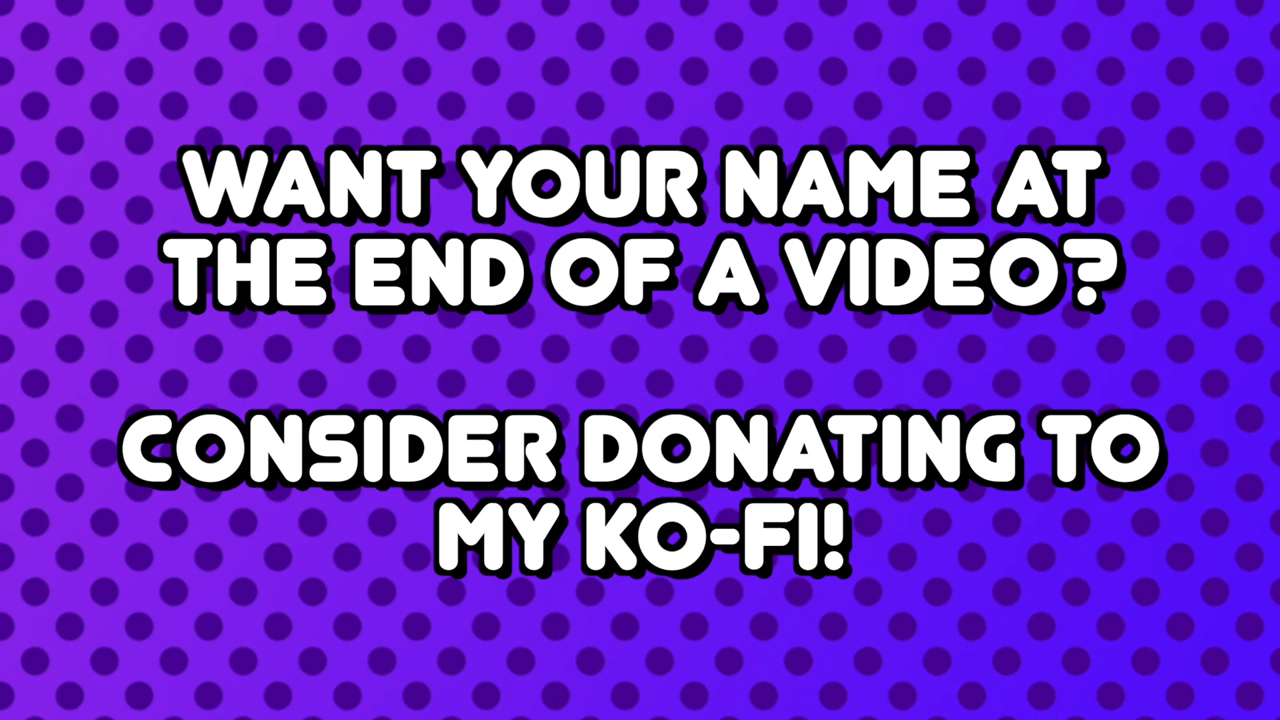 WANT YOUR NAME AT
THE END OF A VIDEO?
CONSIDER DONATING TO
MY KO-FI!